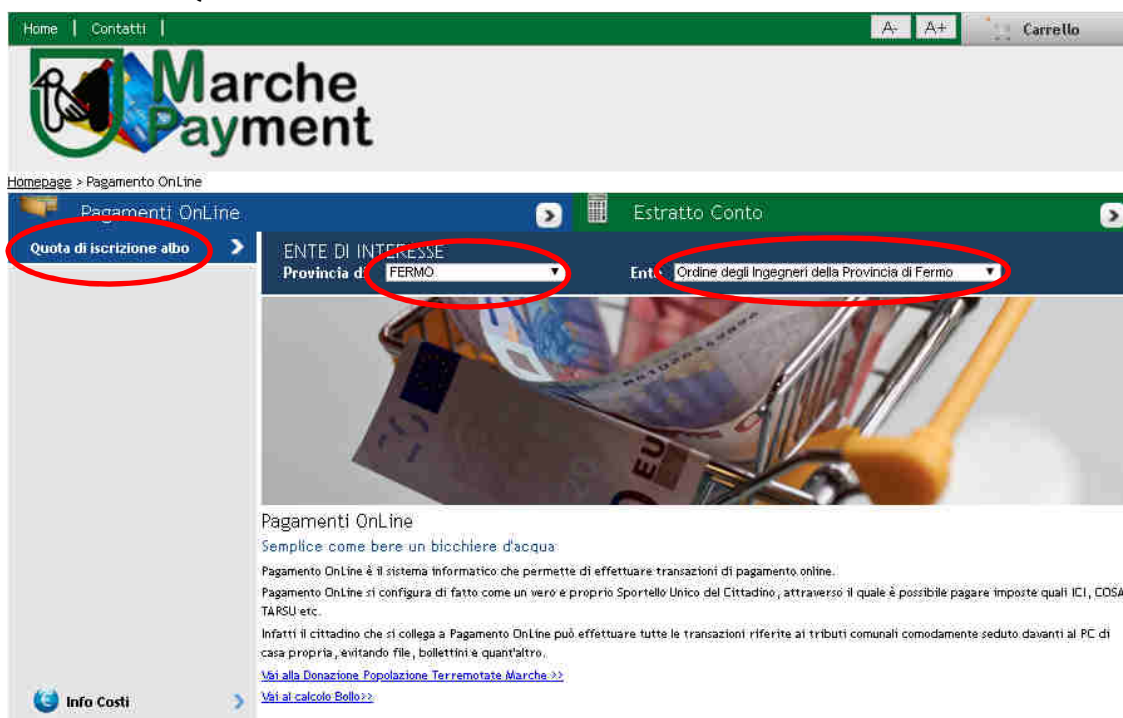 Home | Contatti |
A- A+ Carrello
Marche
Payment
Homepage > Pagamento OnLine
Pagamenti OnLine
Estratto Conto
Quota di iscrizione albo
ENTE DI INTERESSE
Provincia di FERMO
Ente Ordine degli Ingegneri della Provincia di Fermo
20
EU
Pagamenti OnLine
Semplice come bere un bicchiere d'acqua
Pagamento OnLine è il sistema informatico che permette di effettuare transazioni di pagamento online.
Pagamento OnLine si configura di fatto come un vero e proprio Sportello Unico del Cittadino, attraverso il quale è possibile pagare imposte quali ICI, COSA
TARSU etc.
Infatti il cittadino che si collega a Pagamento OnLine può effettuare tutte le transazioni riferite ai tributi comunali comodamente seduto davanti al PC di
casa propria, evitando file, bollettini e quant'altro.
Vai alla Donazione Popolazione Terremotate Marche >>
Vai al calcolo Bollo>>
Info Costi